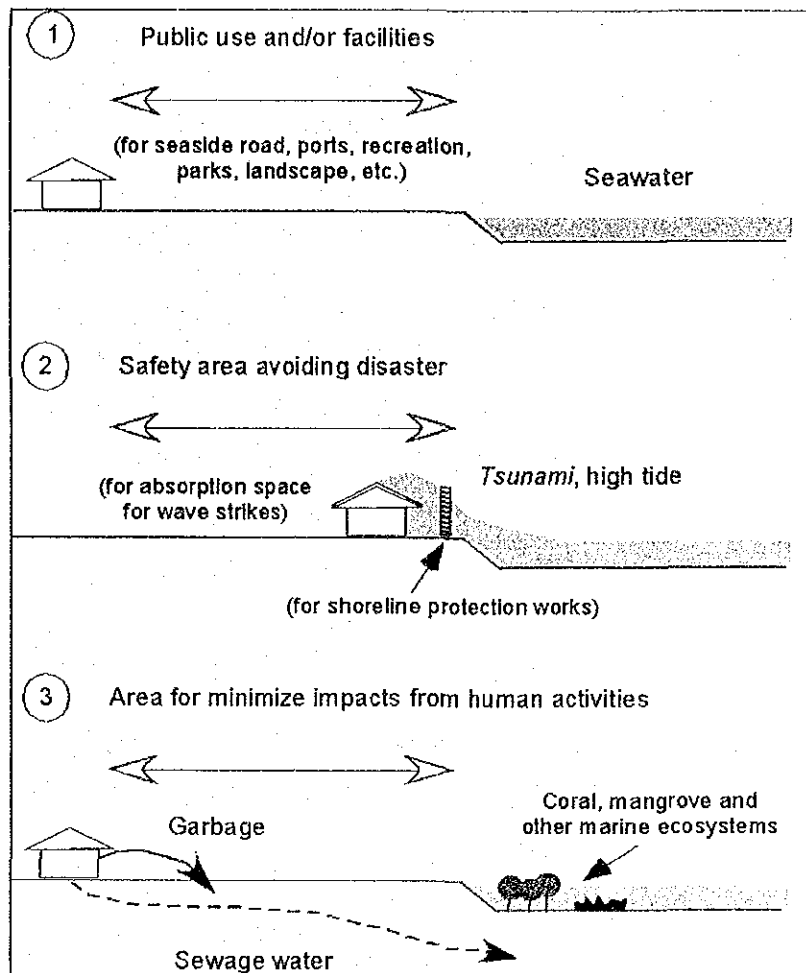 1
Public use and/or facilities
(for seaside road, ports, recreation,
parks, landscape, etc.)
Seawater
2
Safety area avoiding disaster
(for absorption space
for wave strikes)
Tsunami, high tide
(for shoreline protection works)
3
Area for minimize impacts from human activities
Garbage
Coral, mangrove and
other marine ecosystems
Sewage water